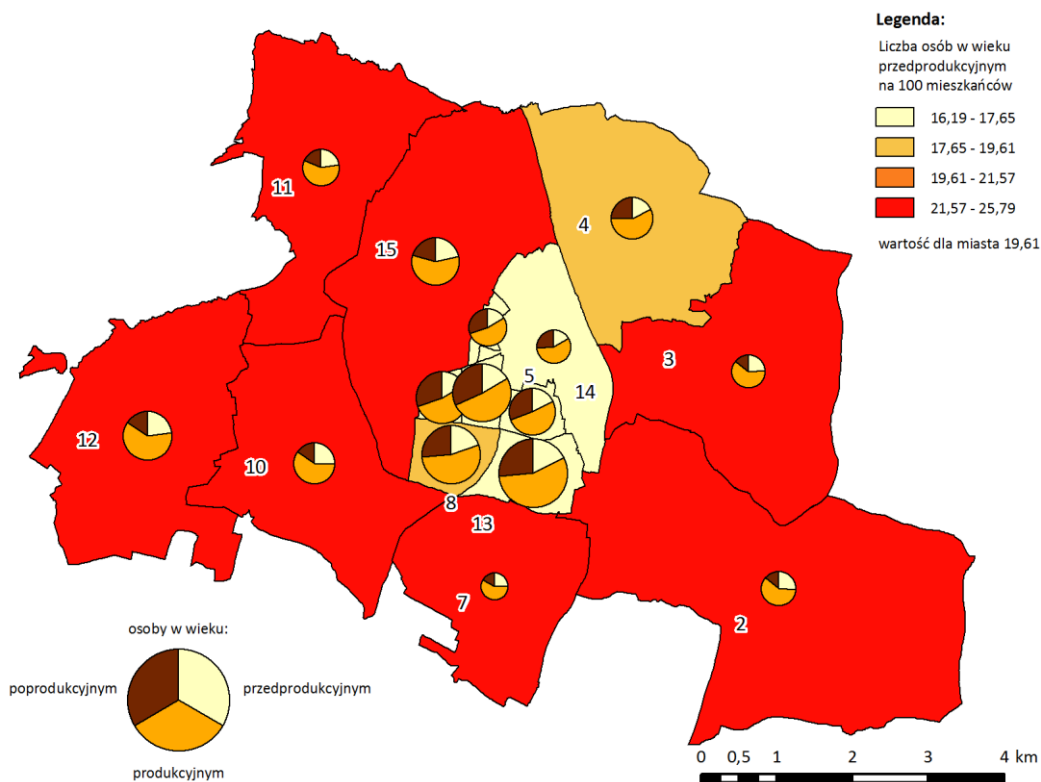 Legenda:
Liczba osób w wieku
przedprodukcyjnym
na 100 mieszkańców
16,19 - 17,65
17,65 - 19,61
19,61 - 21,57
21,57 - 25,79
wartość dla miasta 19,61
11
15
4
3
5
14
12
10
8
13
7
2
osoby w wieku:
poprodukcyjnym
przedprodukcyjnym
produkcyjnym
0 0,5 1 2 3 4 km